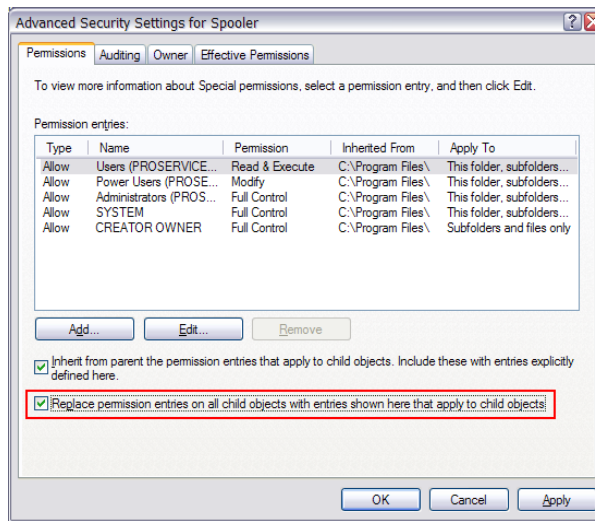 Advanced Security Settings for Spooler
Permissions Auditing Owner Effective Permissions
To view more information about Special permissions, select a permission entry, and then click Edit.
Permission entries:
Type Name Permission Inherited From Apply To
Allow Users (PROSERVICE... Read & Execute C:\Program Files\ This folder, subfolders...
Allow Power Users (PROSE... Modify C:\Program Files\ This folder, subfolders...
Allow Administrators (PROS... Full Control C:\Program Files\ This folder, subfolders...
Allow SYSTEM Full Control C:\Program Files\ This folder, subfolders...
Allow CREATOR OWNER Full Control C:\Program Files\ Subfolders and files only
Add... Edit... Remove
Inherit from parent the permission entries that apply to child objects. Include these with entries explicitly
defined here.
Replace permission entries on all child objects with entries shown here that apply to child objects
OK Cancel Apply